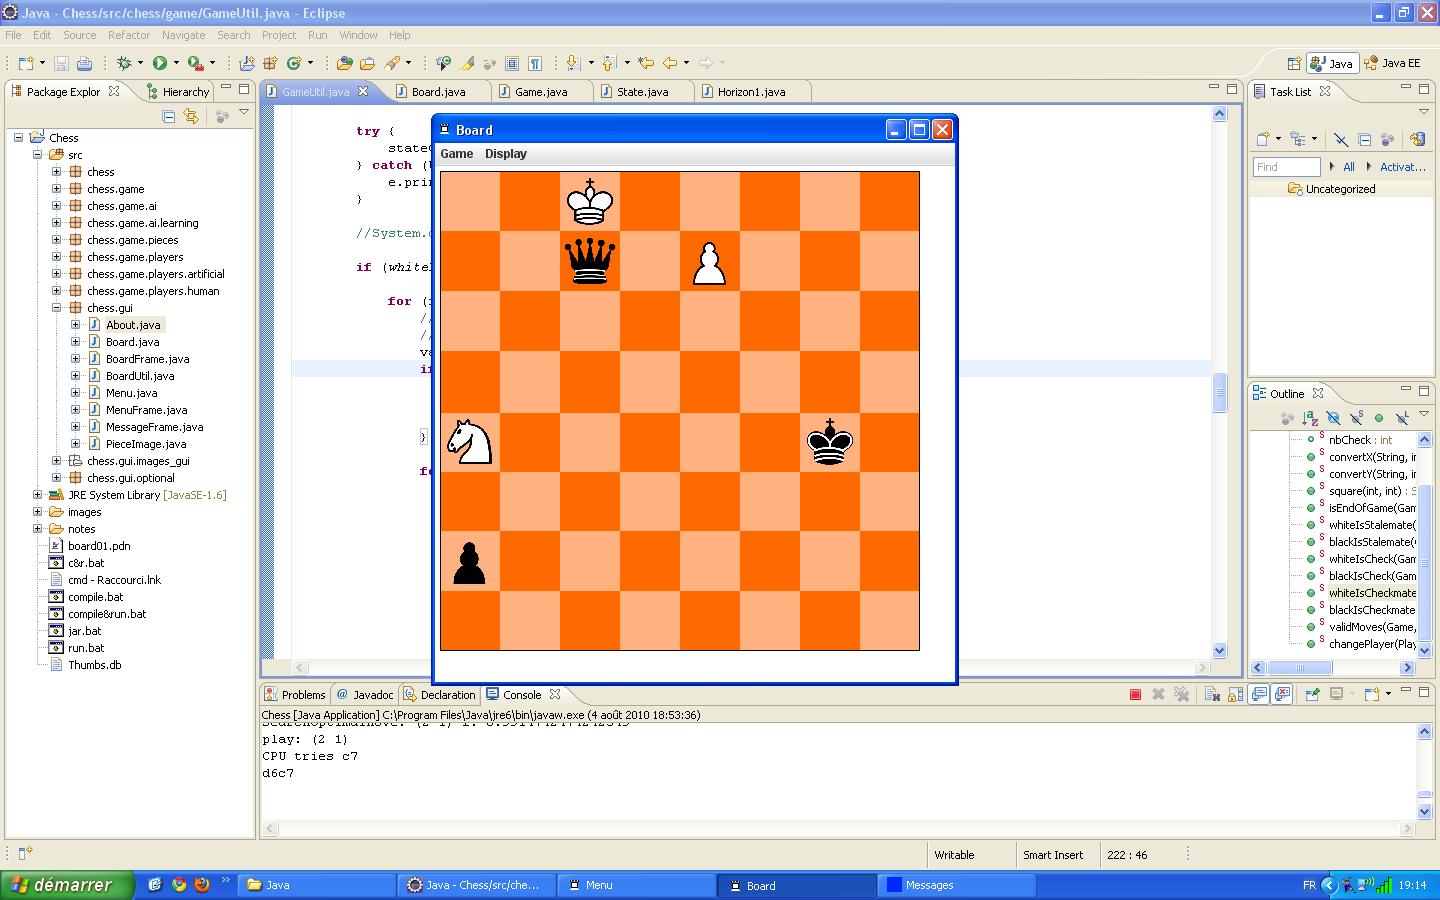 Java - Chess/src/chess/game/GameUtil.java - Eclipse
File Edit Source Refactor Navigate Search Project Run Window Help
Java Java EE
Package Explor Hierarchy
GameUtil.java Board.java Game.java State.java Horizon1.java
Task List
Chess
src
chess
chess.game
chess.game.ai
chess.game.ai.learning
chess.game.pieces
chess.game.players
chess.game.players.artificial
chess.game.players.human
chess.gui
About.java
Board.java
BoardFrame.java
BoardUtil.java
Menu.java
MenuFrame.java
MessageFrame.java
PieceImage.java
chess.gui.images_gui
chess.gui.optional
JRE System Library [JavaSE-1.6]
images
notes
board01.pdn
c&r.bat
cmd - Raccourci.lnk
compile.bat
compile&run.bat
jar.bat
run.bat
Thumbs.db
try {
} catch (
e.prin
}
//System.
if (white
for (
//
//
va
if
}
Board
Game Display
Find All Activat...
Uncategorized
Outline
nbCheck : int
convertX(String, in
convertY(String, in
square(int, int) : S
isEndOfGame(Gam
whiteIsStalemate(
blackIsStalemate(
whiteIsCheck(Gam
blackIsCheck(Gam
whiteIsCheckmate
blackIsCheckmate
validMoves(Game,
changePlayer(Play
Problems Javadoc Declaration Console
Chess [Java Application] C:\Program Files\Java\jre6\bin\javaw.exe (4 août 2010 18:53:36)
play: (2 1)
CPU tries c7
d6c7
Writable Smart Insert 222 : 46
démarrer Java Java - Chess/src/che... Menu Board Messages FR 19:14